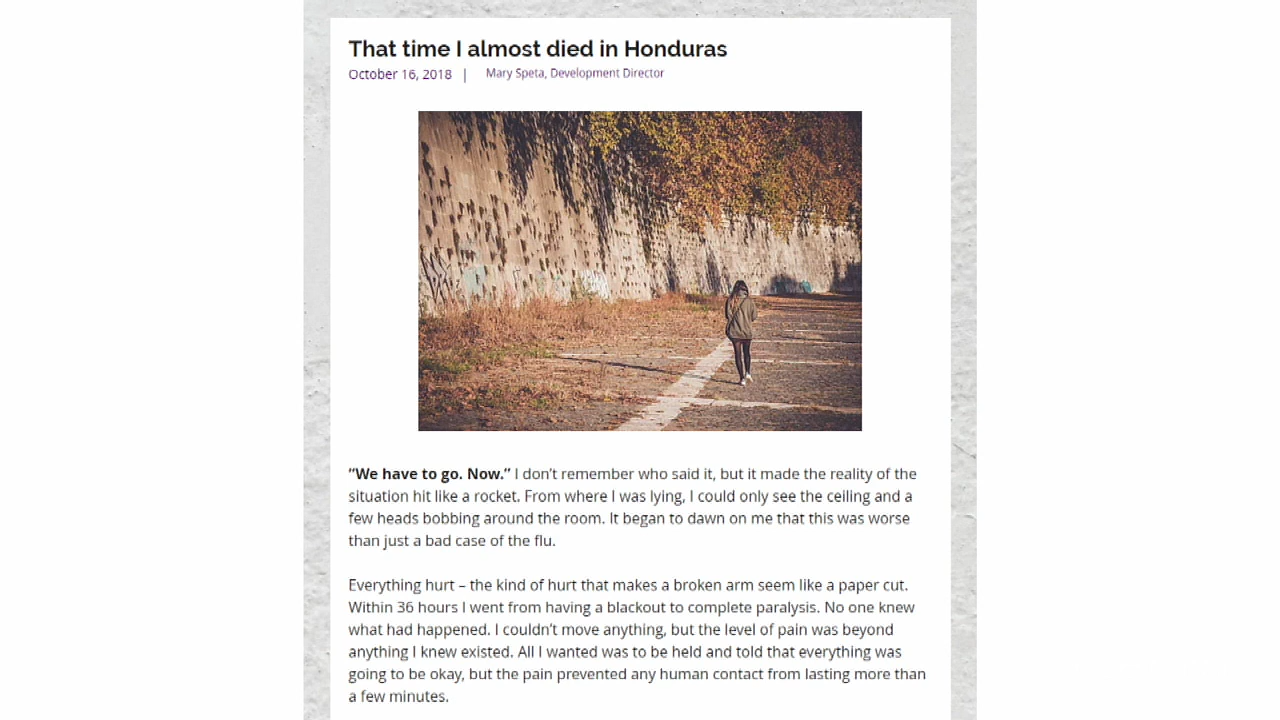 That time I almost died in Honduras
October 16, 2018 | Mary Speta, Development Director
"We have to go. Now." I don't remember who said it, but it made the reality of the
situation hit like a rocket. From where I was lying, I could only see the ceiling and a
few heads bobbing around the room. It began to dawn on me that this was worse
than just a bad case of the flu.
Everything hurt – the kind of hurt that makes a broken arm seem like a paper cut.
Within 36 hours I went from having a blackout to complete paralysis. No one knew
what had happened. I couldn't move anything, but the level of pain was beyond
anything I knew existed. All I wanted was to be held and told that everything was
going to be okay, but the pain prevented any human contact from lasting more than
a few minutes.